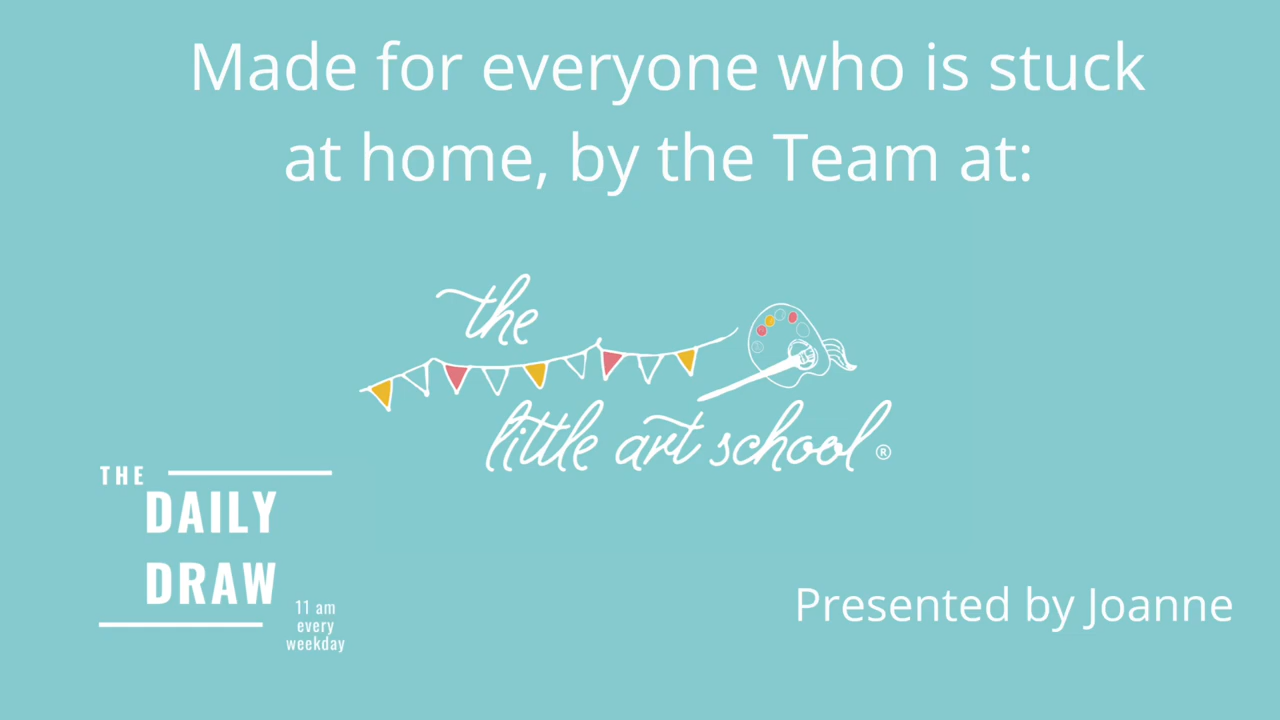 Made for everyone who is stuck
at home, by the Team at:
the
little art school ®
THE
DAILY
DRAW
11 am
every
weekday
Presented by Joanne